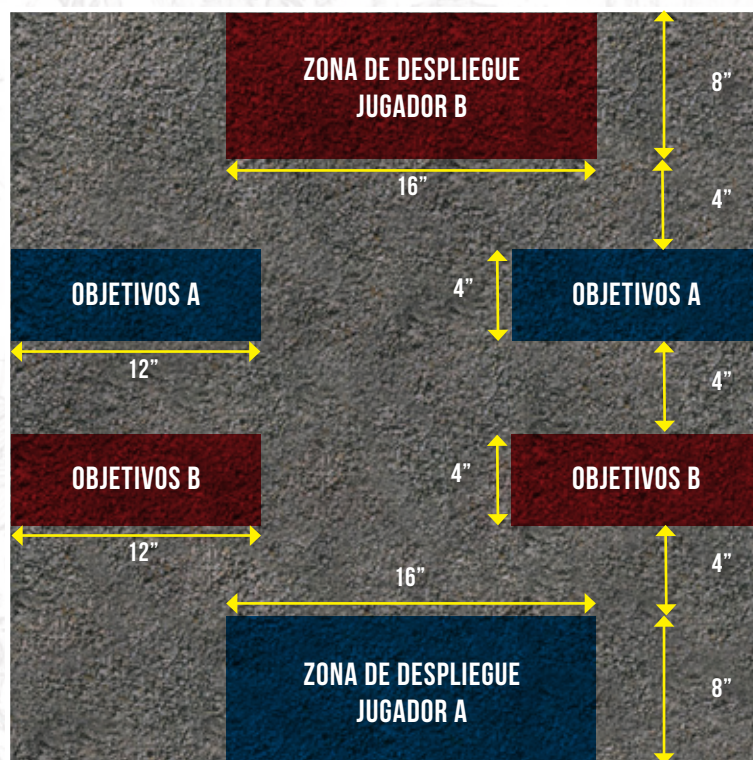 ZONA DE DESPLIEGUE
JUGADOR B
8”
16”
4”
OBJETIVOS A
4”
OBJETIVOS A
12”
4”
OBJETIVOS B
4”
OBJETIVOS B
12”
4”
16”
ZONA DE DESPLIEGUE
JUGADOR A
8”